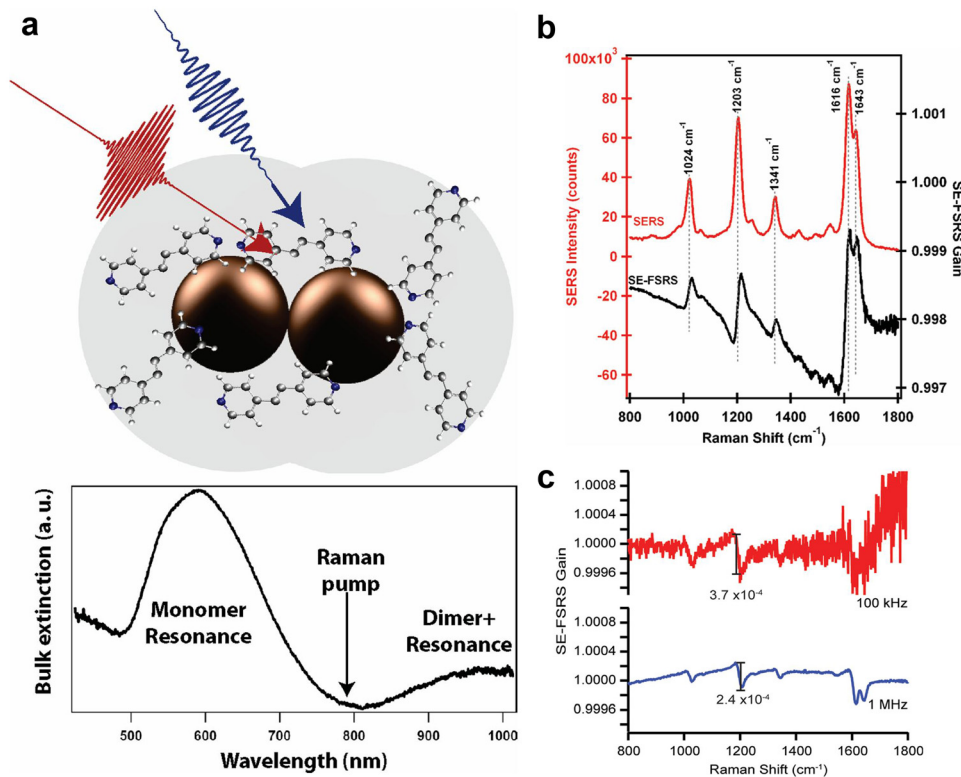 a
Bulk extinction (a.u.)
Monomer
Resonance
Raman
pump
Dimer+
Resonance
500
600
700
800
900
1000
Wavelength (nm)
b
SERS Intensity (counts)
100x10³
80
60
40
20
0
-20
-40
-60
1024 cm⁻¹
1203 cm⁻¹
1341 cm⁻¹
1616 cm⁻¹
1643 cm⁻¹
SERS
SE-FSRS
1.001
1.000
0.999
0.998
0.997
SE-FSRS Gain
800
1000
1200
1400
1600
1800
Raman Shift (cm⁻¹)
c
SE-FSRS Gain
1.0008
1.0004
1.0000
0.9996
3.7 x10⁻⁴
100 kHz
1.0008
1.0004
1.0000
0.9996
2.4 x10⁻⁴
1 MHz
800
1000
1200
1400
1600
1800
Raman Shift (cm⁻¹)